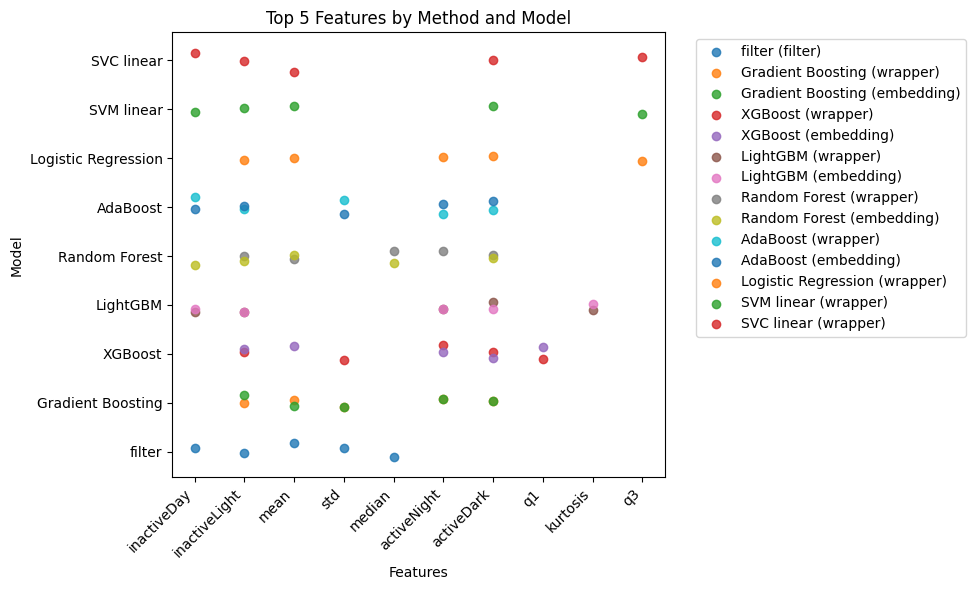 Top 5 Features by Method and Model
Model
SVC linear
SVM linear
Logistic Regression
AdaBoost
Random Forest
LightGBM
XGBoost
Gradient Boosting
filter
inactiveDay
inactiveLight
mean
std
median
activeNight
activeDark
q1
kurtosis
q3
Features
filter (filter)
Gradient Boosting (wrapper)
Gradient Boosting (embedding)
XGBoost (wrapper)
XGBoost (embedding)
LightGBM (wrapper)
LightGBM (embedding)
Random Forest (wrapper)
Random Forest (embedding)
AdaBoost (wrapper)
AdaBoost (embedding)
Logistic Regression (wrapper)
SVM linear (wrapper)
SVC linear (wrapper)